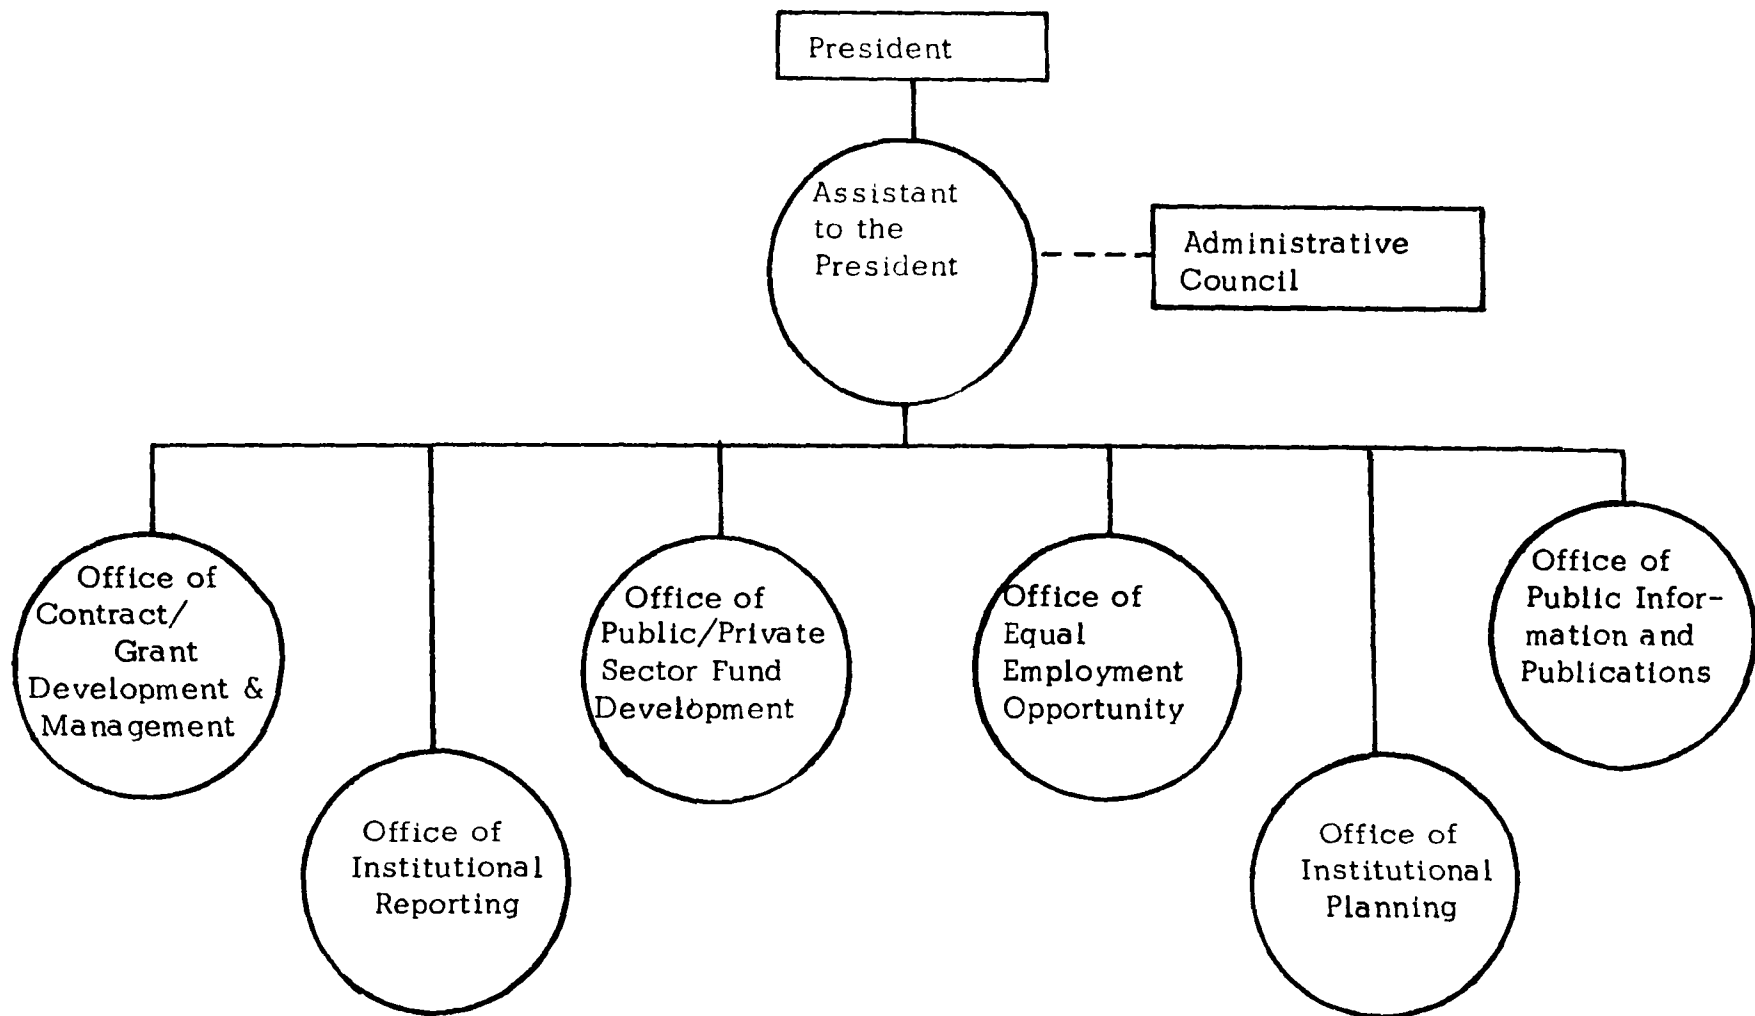 President
Assistant
to the
President
Administrative
Council
Office of
Contract/
Grant
Development &
Management
Office of
Institutional
Reporting
Office of
Public/Private
Sector Fund
Development
Office of
Equal
Employment
Opportunity
Office of
Institutional
Planning
Office of
Public Infor-
mation and
Publications